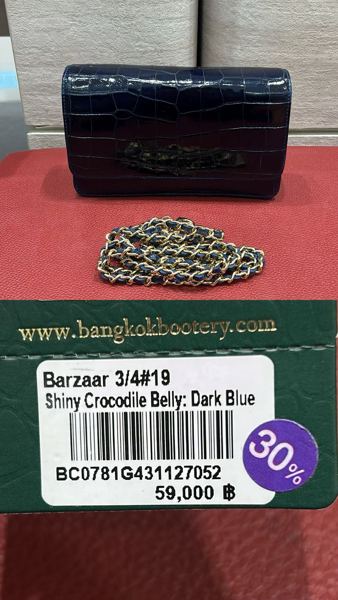 www.bangkokbootery.com
Barzaar 3/4#19
Shiny Crocodile Belly: Dark Blue
BC0781G431127052
59,000 ฿
30%